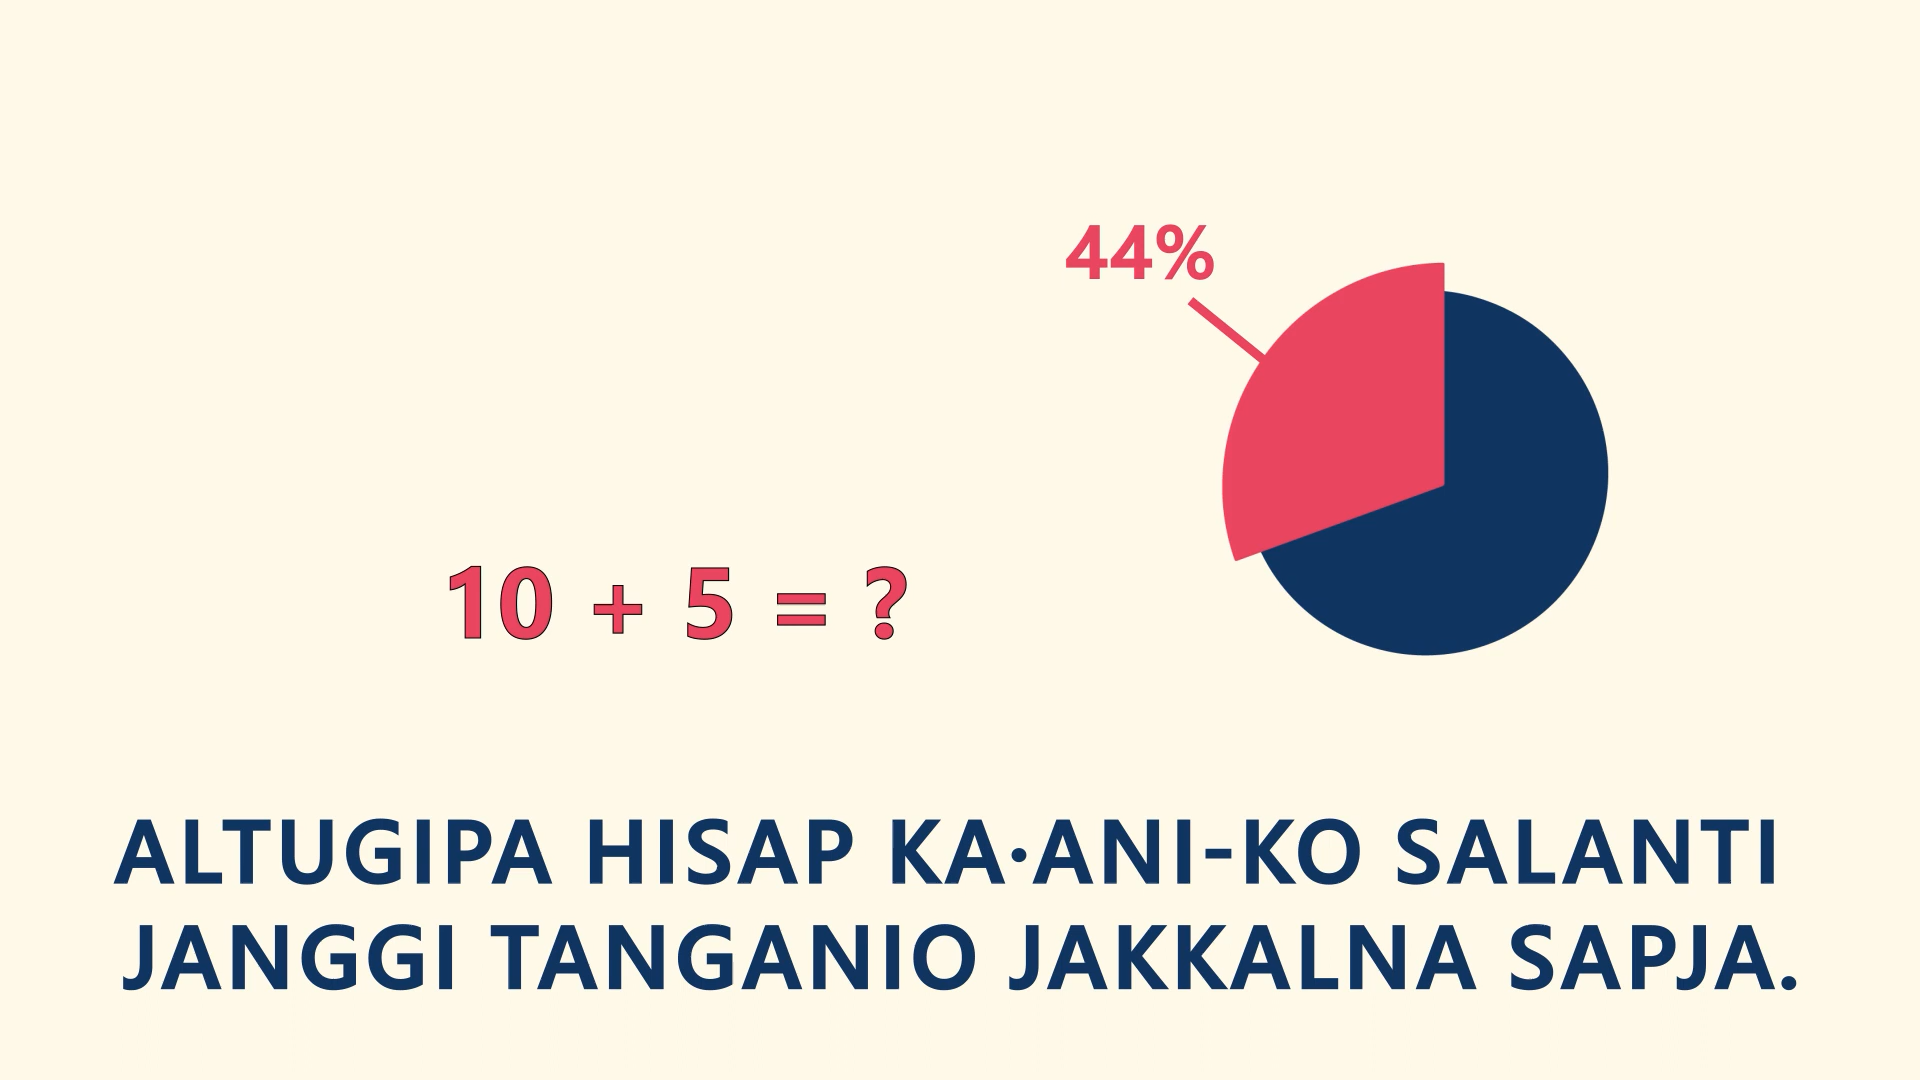 44%
10 + 5 = ?
ALTUGIPA HISAP KA·ANI-KO SALANTI
JANGGI TANGANIO JAKKALNA SAPJA.